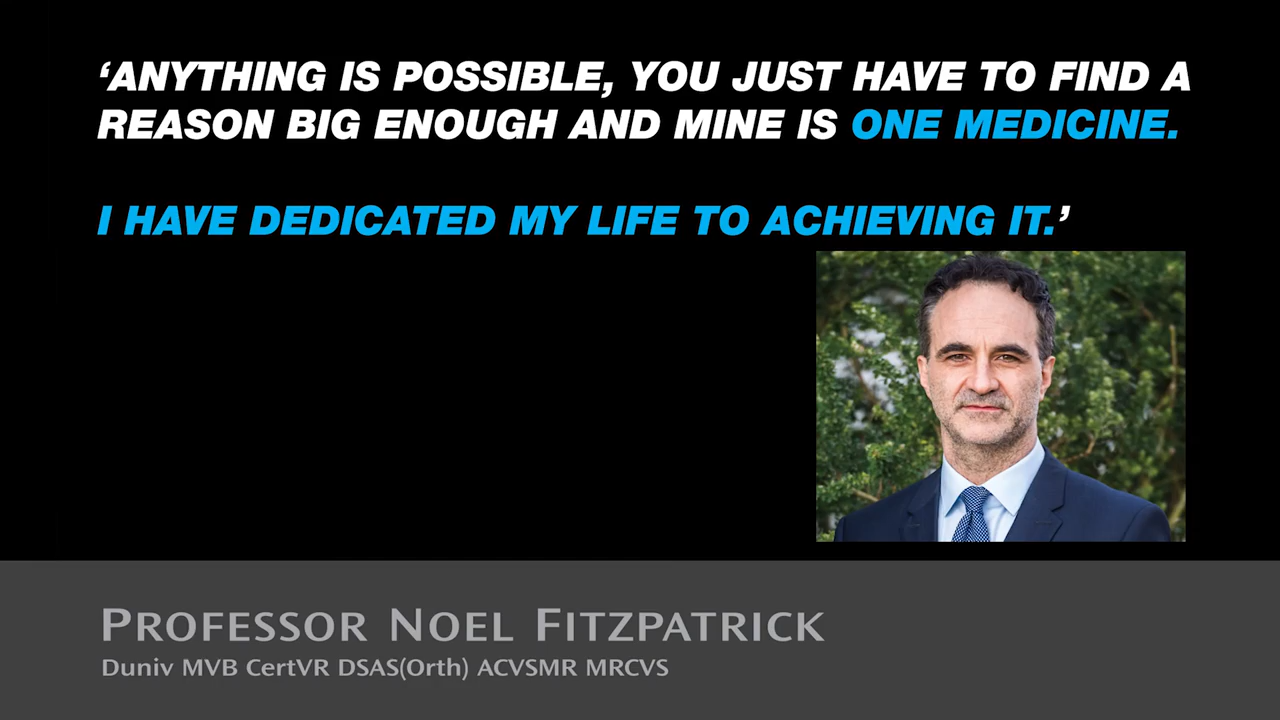 ‘ANYTHING IS POSSIBLE, YOU JUST HAVE TO FIND A
REASON BIG ENOUGH AND MINE IS ONE MEDICINE.
I HAVE DEDICATED MY LIFE TO ACHIEVING IT.’
PROFESSOR NOEL FITZPATRICK
Duniv MVB CertVR DSAS(Orth) ACVSMR MRCVS